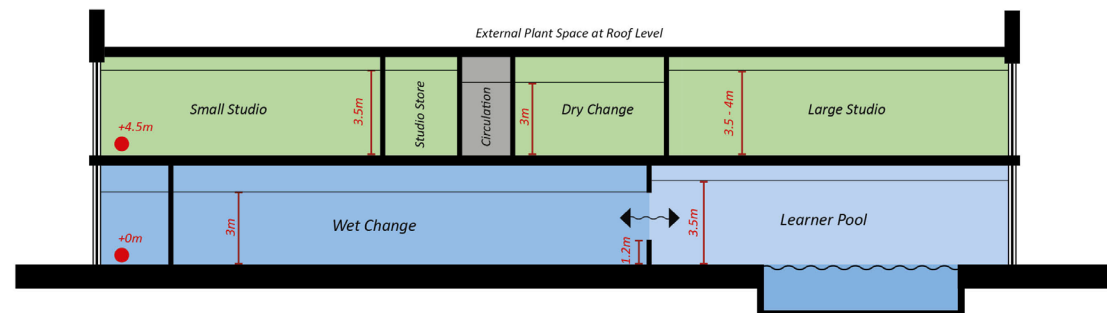 External Plant Space at Roof Level
Small Studio
3.5m
Studio Store
Circulation
3m
Dry Change
3.5 - 4m
Large Studio
+4.5m
+0m
3m
Wet Change
1.2m
3.5m
Learner Pool